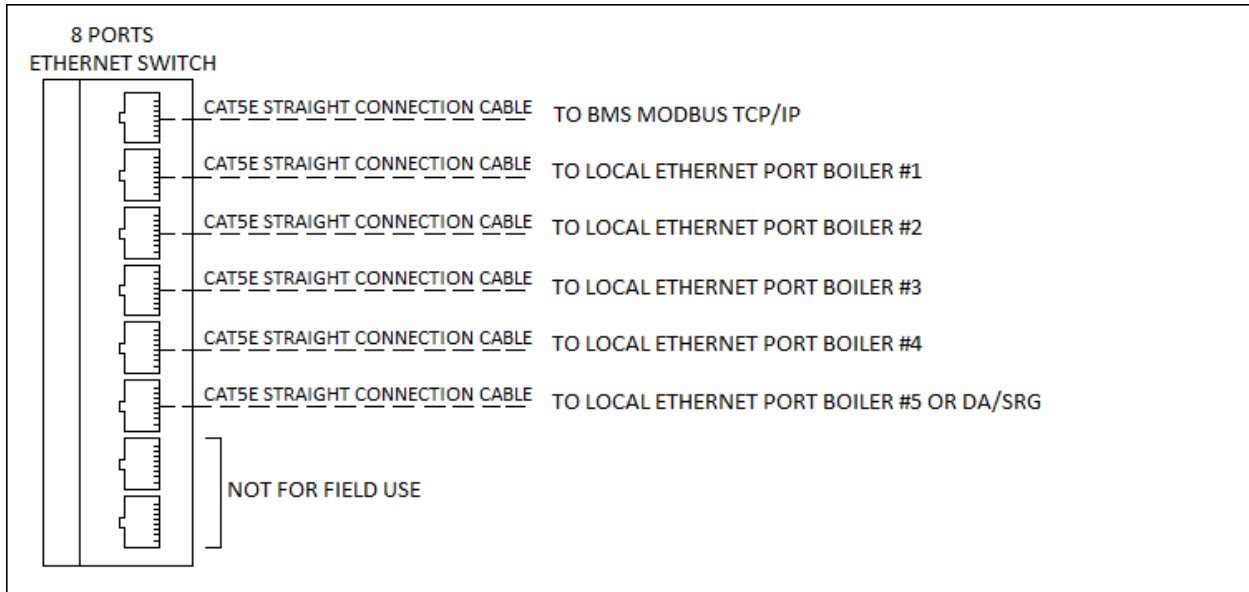 8 PORTS
ETHERNET SWITCH
CAT5E STRAIGHT CONNECTION CABLE TO BMS MODBUS TCP/IP
CAT5E STRAIGHT CONNECTION CABLE TO LOCAL ETHERNET PORT BOILER #1
CAT5E STRAIGHT CONNECTION CABLE TO LOCAL ETHERNET PORT BOILER #2
CAT5E STRAIGHT CONNECTION CABLE TO LOCAL ETHERNET PORT BOILER #3
CAT5E STRAIGHT CONNECTION CABLE TO LOCAL ETHERNET PORT BOILER #4
CAT5E STRAIGHT CONNECTION CABLE TO LOCAL ETHERNET PORT BOILER #5 OR DA/SRG
NOT FOR FIELD USE